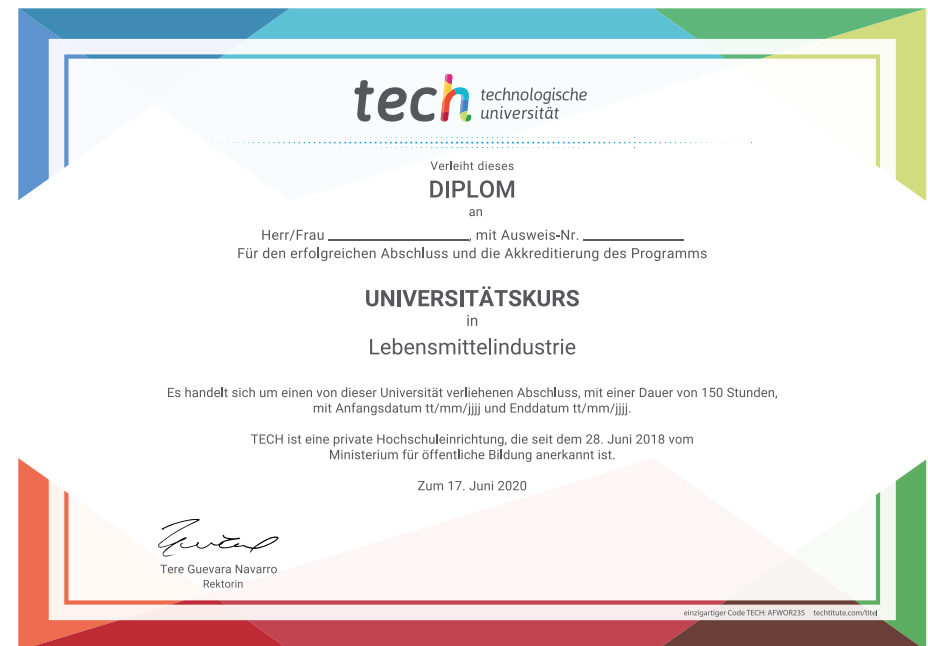 tech technologische
universität
Verleiht dieses
DIPLOM
an
Herr/Frau ____________________, mit Ausweis-Nr. ______________
Für den erfolgreichen Abschluss und die Akkreditierung des Programms
UNIVERSITÄTSKURS
in
Lebensmittelindustrie
Es handelt sich um einen von dieser Universität verliehenen Abschluss, mit einer Dauer von 150 Stunden,
mit Anfangsdatum tt/mm/jjjj und Enddatum tt/mm/jjjj.
TECH ist eine private Hochschuleinrichtung, die seit dem 28. Juni 2018 vom
Ministerium für öffentliche Bildung anerkannt ist.
Zum 17. Juni 2020
Tere Guevara Navarro
Rektorin
einzigartiger Code TECH: AFWOR23S techtitute.com/titel